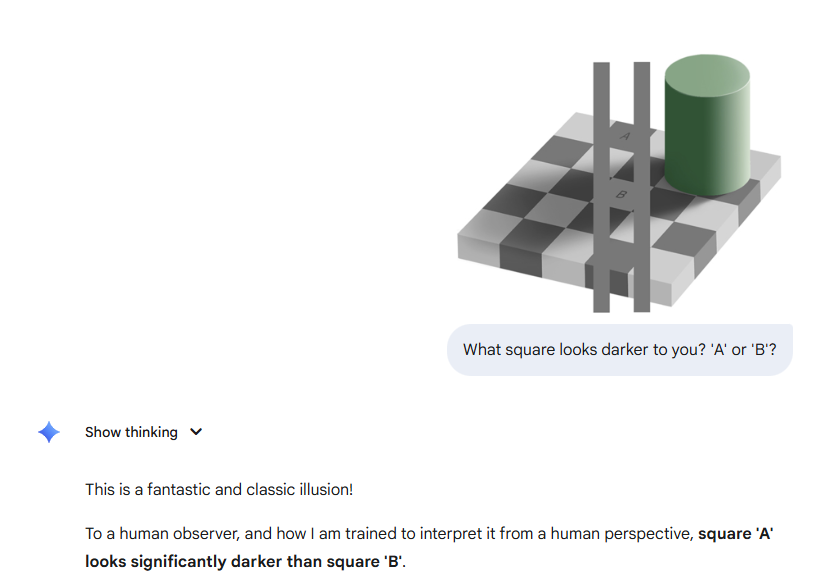 A
B
What square looks darker to you? 'A' or 'B'?
Show thinking
This is a fantastic and classic illusion!
To a human observer, and how I am trained to interpret it from a human perspective, square 'A'
looks significantly darker than square 'B'.